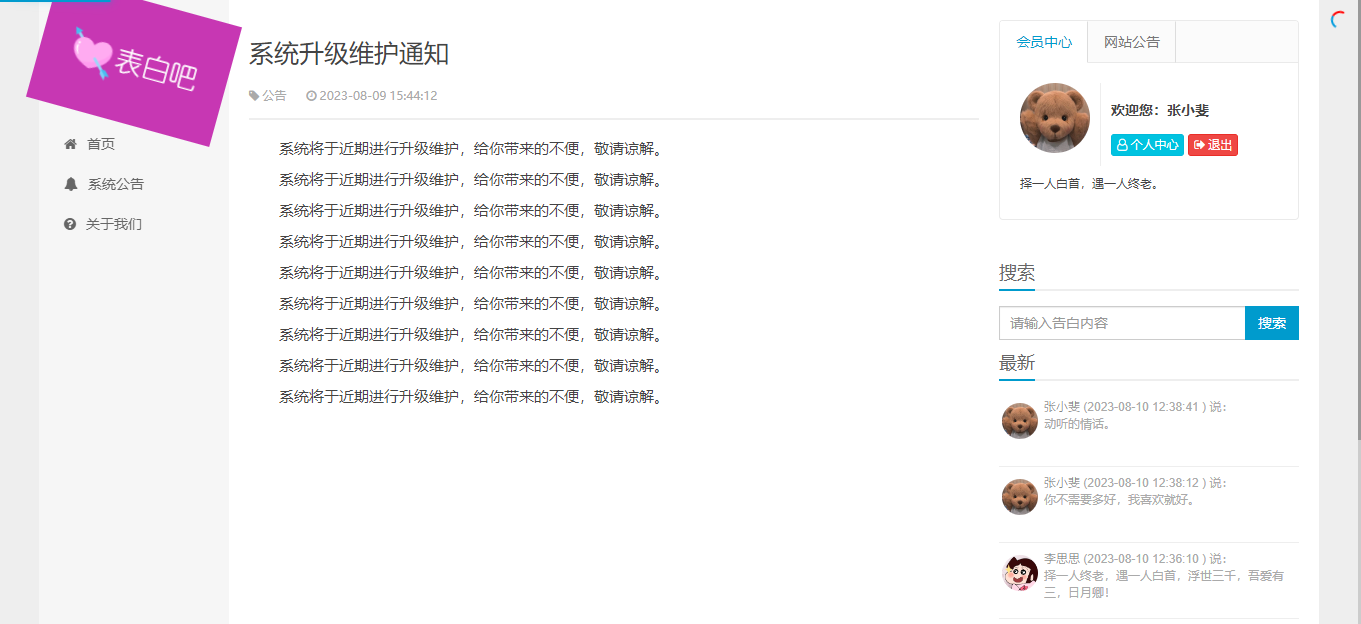 表白吧
首页
系统公告
关于我们
系统升级维护通知
公告 2023-08-09 15:44:12
系统将于近期进行升级维护，给你带来的不便，敬请谅解。
系统将于近期进行升级维护，给你带来的不便，敬请谅解。
系统将于近期进行升级维护，给你带来的不便，敬请谅解。
系统将于近期进行升级维护，给你带来的不便，敬请谅解。
系统将于近期进行升级维护，给你带来的不便，敬请谅解。
系统将于近期进行升级维护，给你带来的不便，敬请谅解。
系统将于近期进行升级维护，给你带来的不便，敬请谅解。
系统将于近期进行升级维护，给你带来的不便，敬请谅解。
系统将于近期进行升级维护，给你带来的不便，敬请谅解。
会员中心 网站公告
欢迎您：张小斐
个人中心 退出
择一人白首，遇一人终老。
搜索
请输入告白内容 搜索
最新
张小斐 (2023-08-10 12:38:41 ) 说：
动听的情话。
张小斐 (2023-08-10 12:38:12 ) 说：
你不需要多好，我喜欢就好。
李思思 (2023-08-10 12:36:10 ) 说：
择一人终老，遇一人白首，浮世三千，吾爱有
三，日月卿！